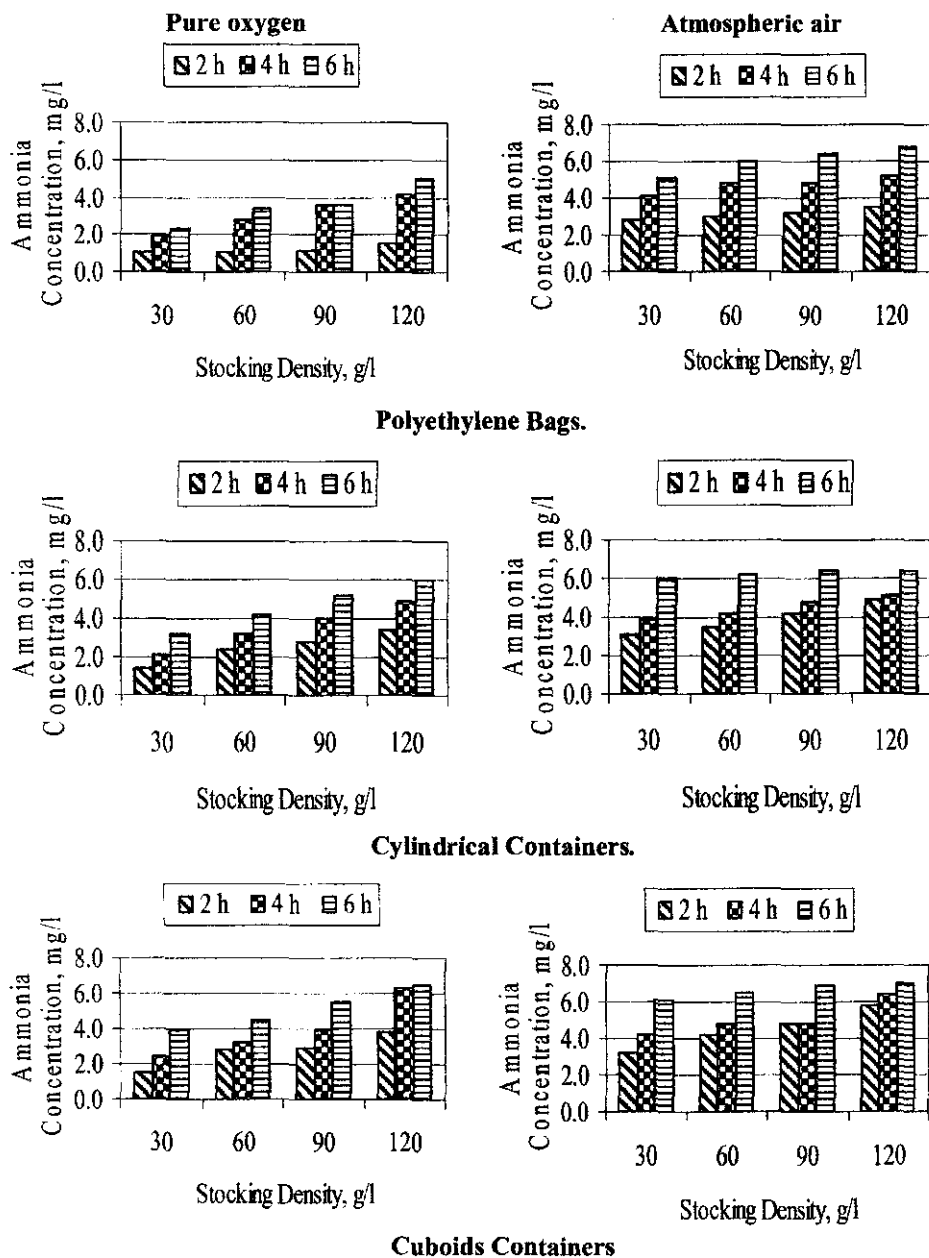 Pure oxygen
2 h 4 h 6 h
Ammonia
Concentration, mg/l
8.0
6.0
4.0
2.0
0.0
30 60 90 120
Stocking Density, g/l
Atmospheric air
2 h 4 h 6 h
Ammonia
Concentration, mg/l
8.0
6.0
4.0
2.0
0.0
30 60 90 120
Stocking Density, g/l
Polyethylene Bags.
2 h 4 h 6 h
Ammonia
Concentration, mg/l
8.0
6.0
4.0
2.0
0.0
30 60 90 120
Stocking Density, g/l
2 h 4 h 6 h
Ammonia
Concentration, mg/l
8.0
6.0
4.0
2.0
0.0
30 60 90 120
Stocking Density, g/l
Cylindrical Containers.
2 h 4 h 6 h
Ammonia
Concentration, mg/l
8.0
6.0
4.0
2.0
0.0
30 60 90 120
Stocking Density, g/l
2 h 4 h 6 h
Ammonia
Concentration, mg/l
8.0
6.0
4.0
2.0
0.0
30 60 90 120
Stocking Density, g/l
Cuboids Containers